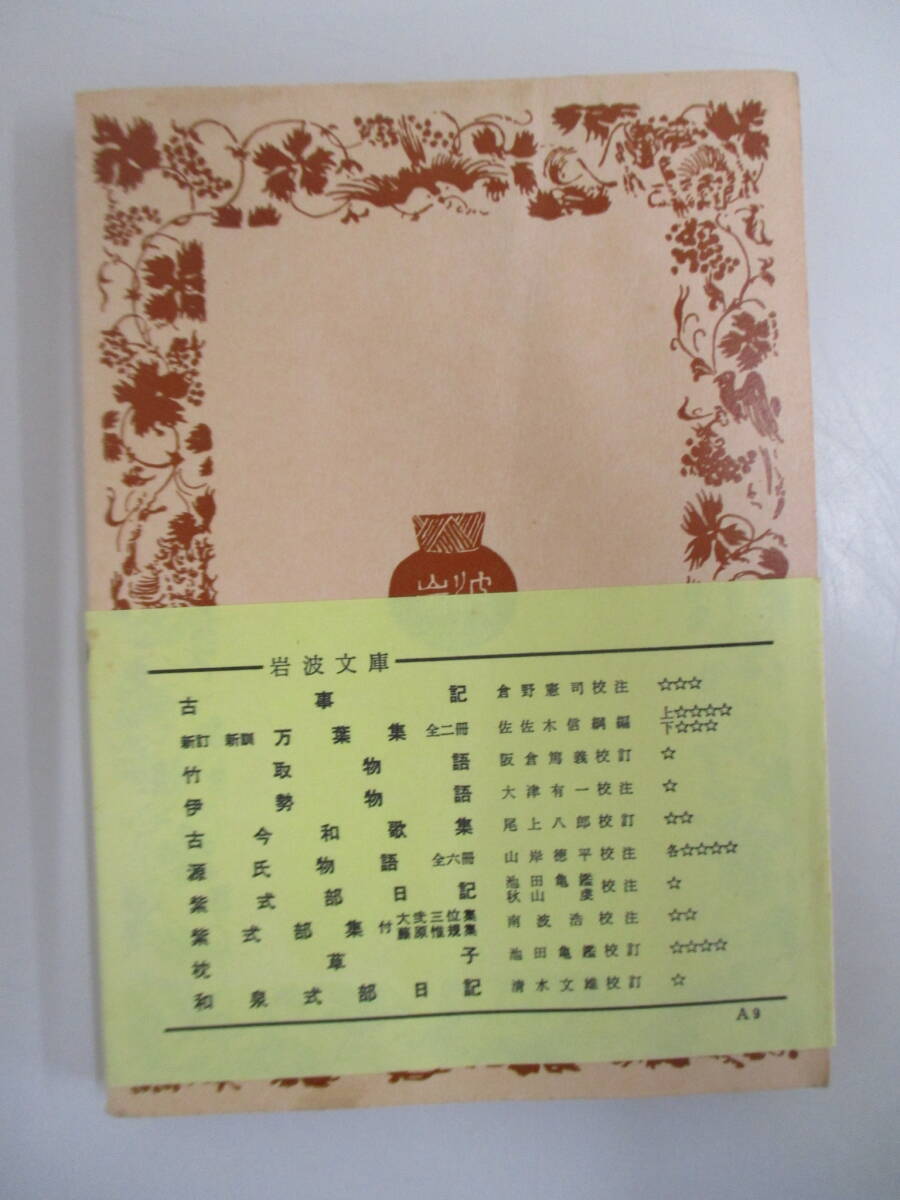 岩波
岩波文庫
古事記 倉野憲司校注 ☆☆☆
新訂 新訓 万葉集 全二冊 佐佐木信綱編 上☆☆☆☆ 下☆☆☆
竹取物語 阪倉篤義校訂 ☆
伊勢物語 大津有一校注 ☆
古今和歌集 尾上八郎校訂 ☆☆
源氏物語 全六冊 山岸徳平校注 各☆☆☆☆
紫式部日記 池田亀鑑 秋山虔 校注 ☆
紫式部集 付 大弐三位集 藤原惟規集 南波浩校注 ☆☆
枕草子 池田亀鑑校訂 ☆☆☆☆
和泉式部日記 清水文雄校訂 ☆
A9